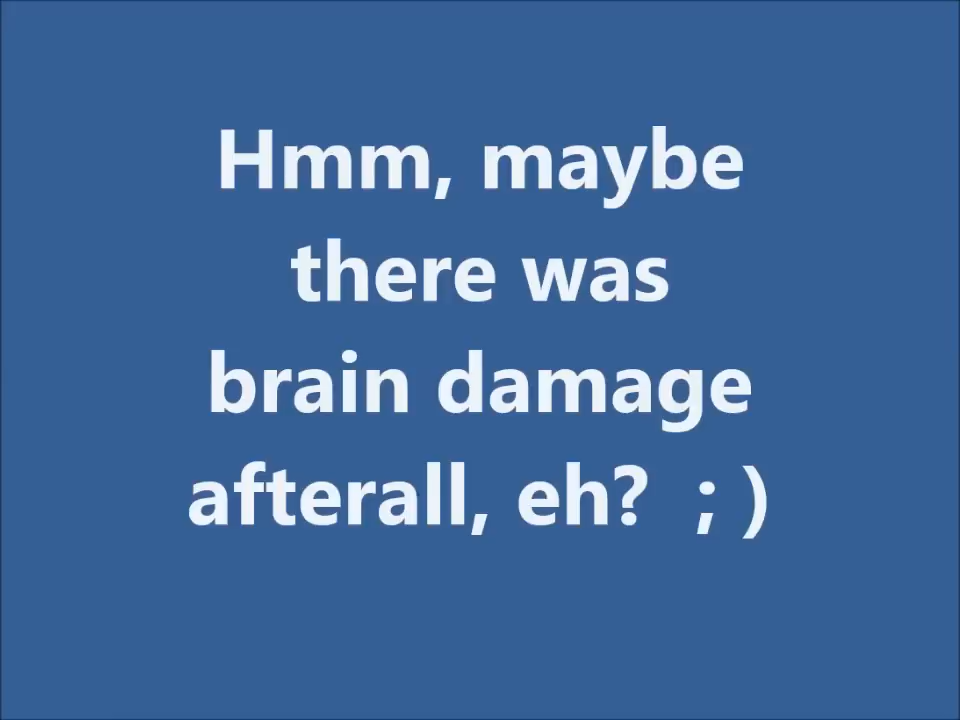 Hmm, maybe
there was
brain damage
afterall, eh?  ; )